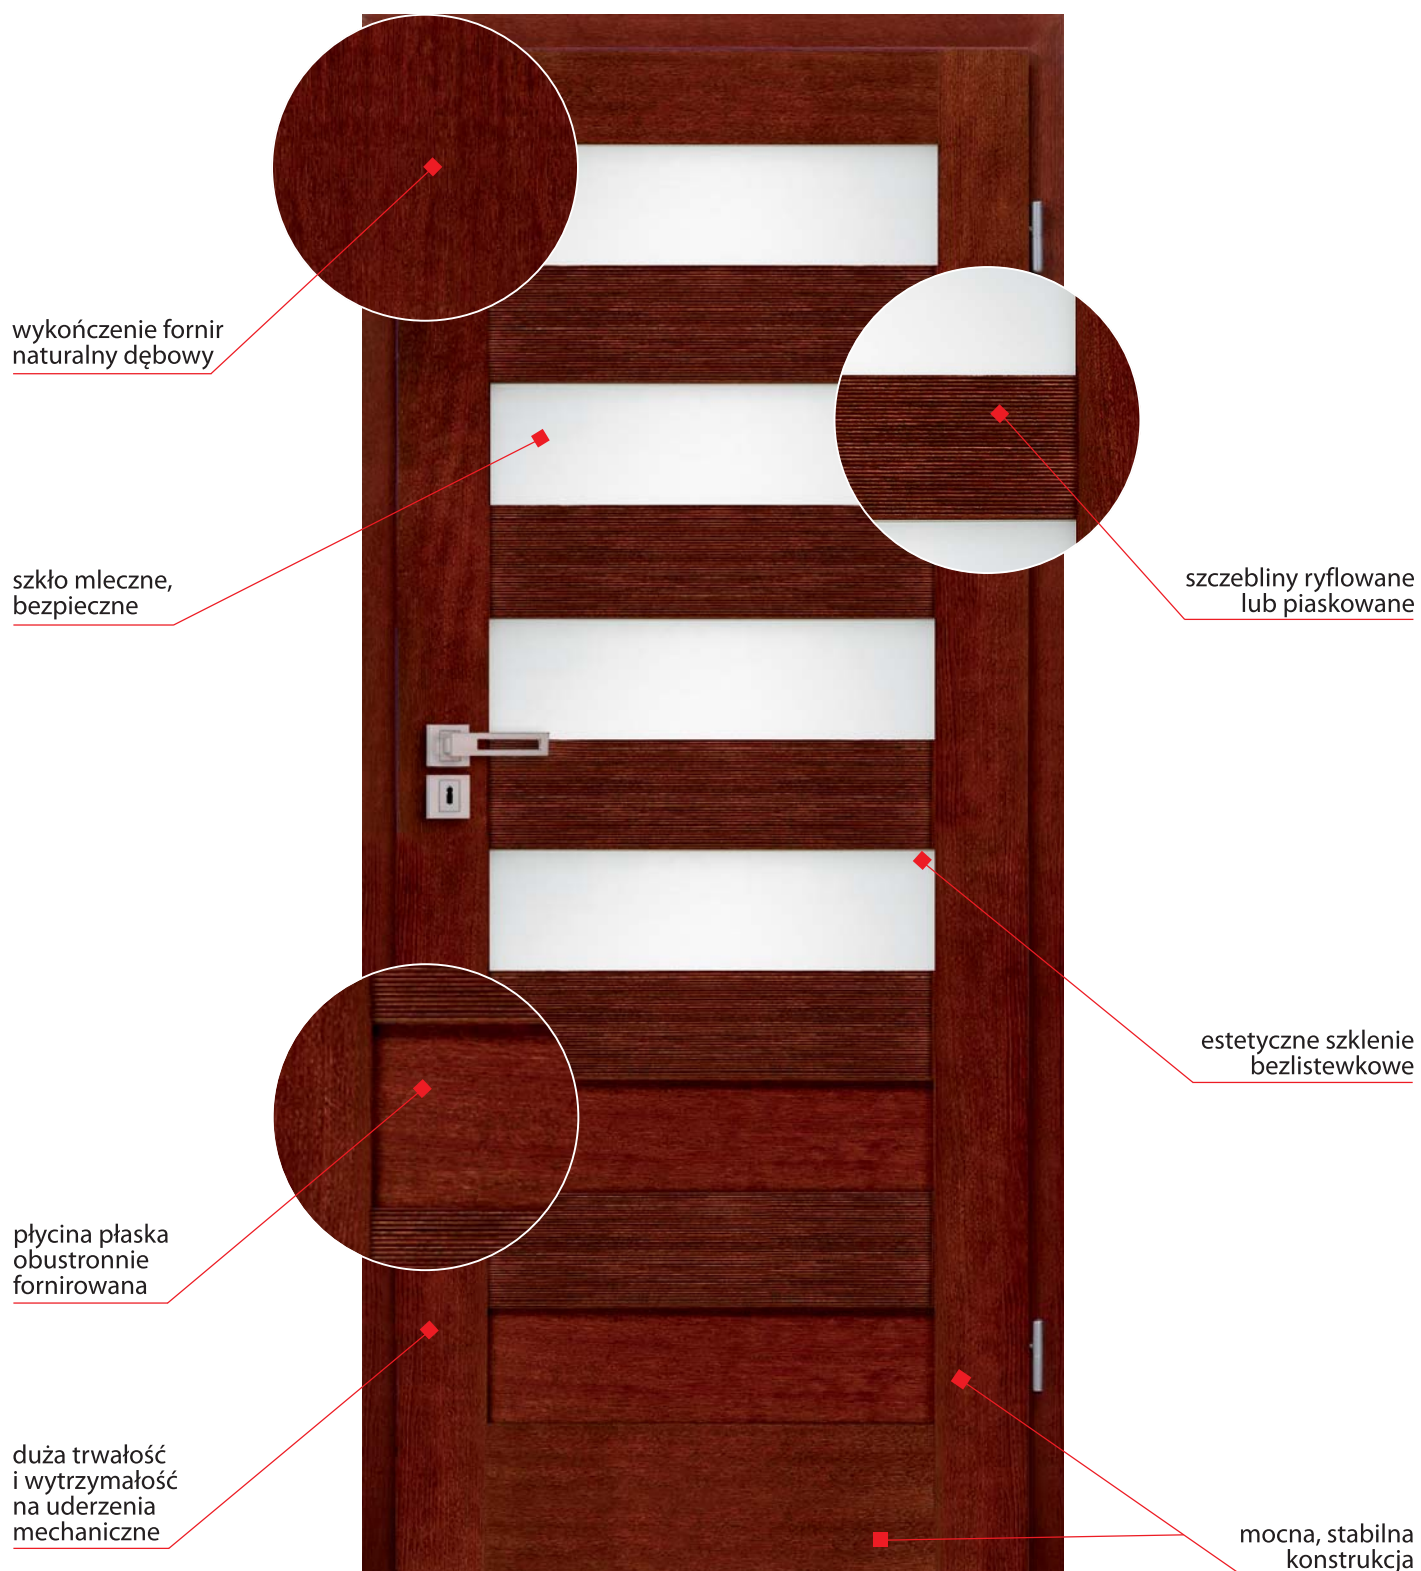 wykończenie fornir
naturalny dębowy
szkło mleczne,
bezpieczne
szczebliny ryflowane
lub piaskowane
estetyczne szklenie
bezlistewkowe
płycina płaska
obustronnie
fornirowana
duża trwałość
i wytrzymałość
na uderzenia
mechaniczne
mocna, stabilna
konstrukcja